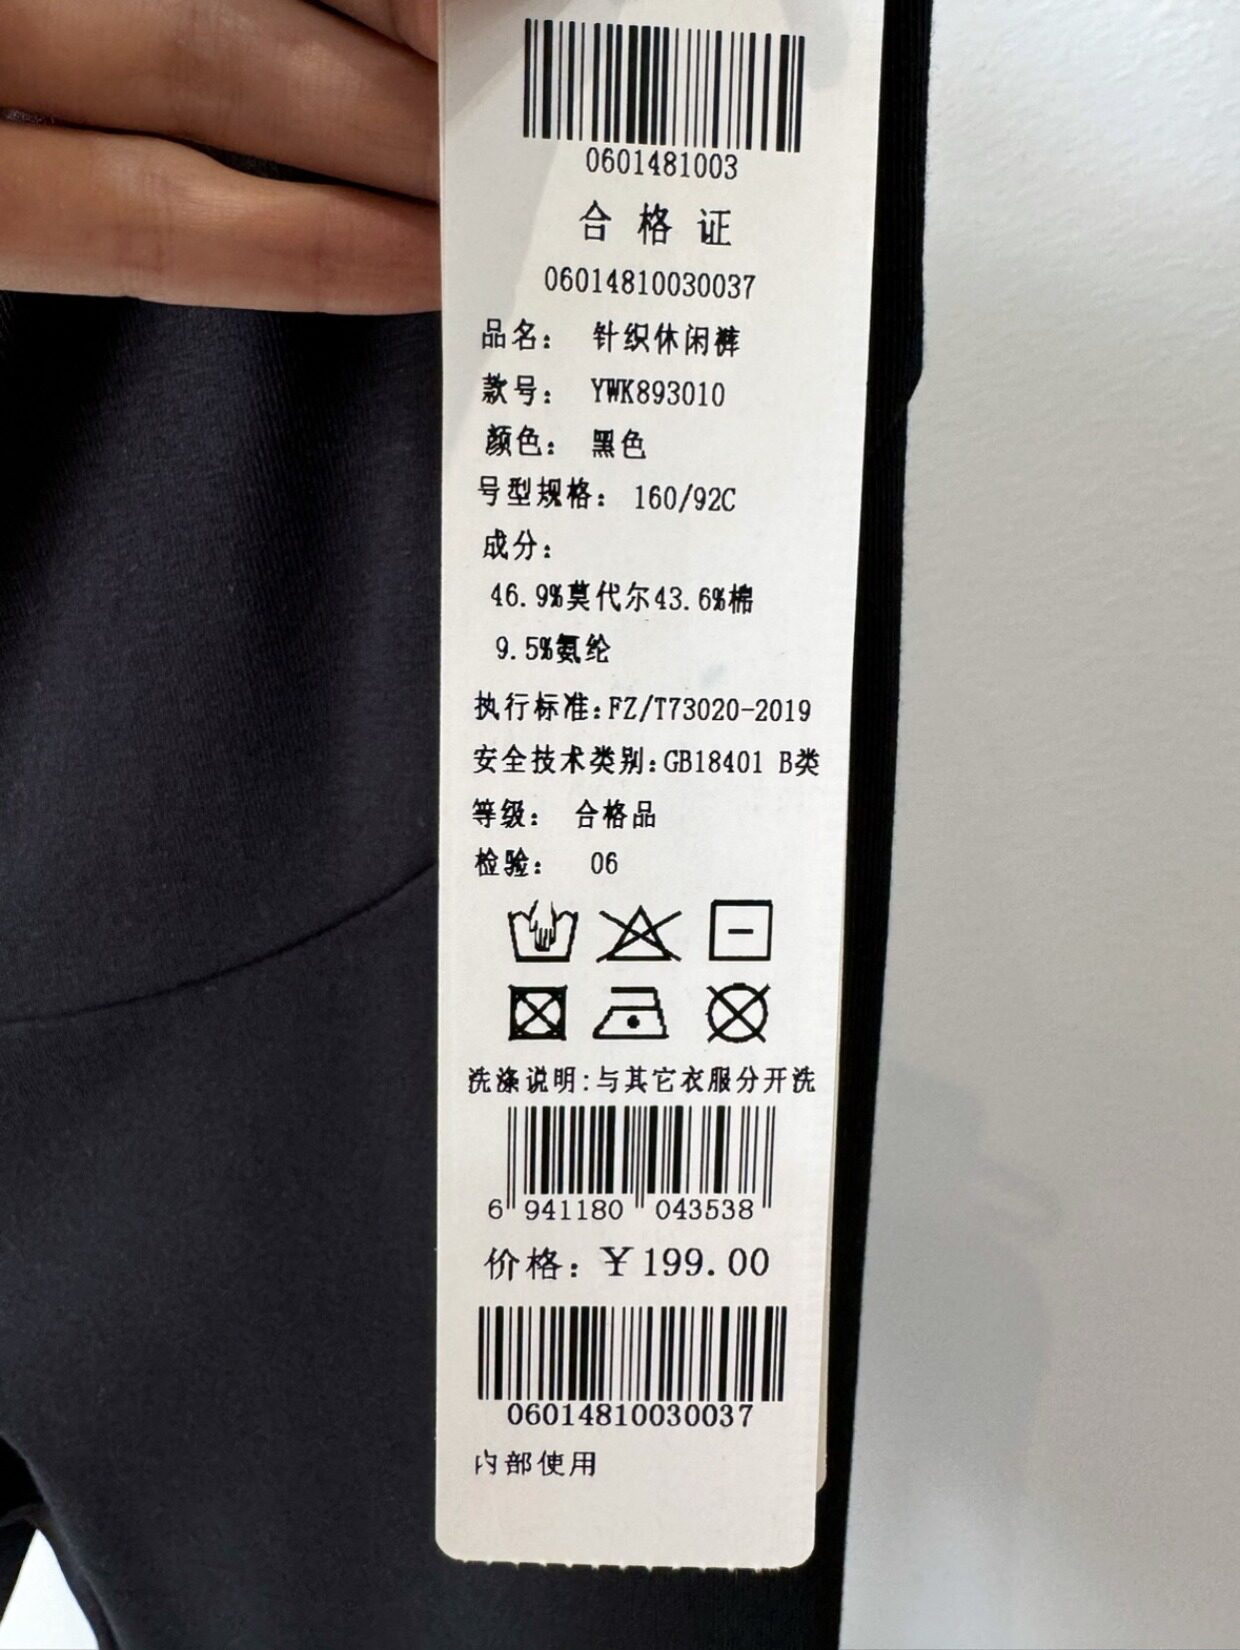 0601481003
合格证
06014810030037
品名： 针织休闲裤
款号： YWK893010
颜色： 黑色
号型规格： 160/92C
成分：
46.9%莫代尔43.6%棉
9.5%氨纶
执行标准:FZ/T73020-2019
安全技术类别:GB18401 B类
等级： 合格品
检验： 06
洗涤说明:与其它衣服分开洗
6 941180 043538
价格：￥199.00
06014810030037
内部使用